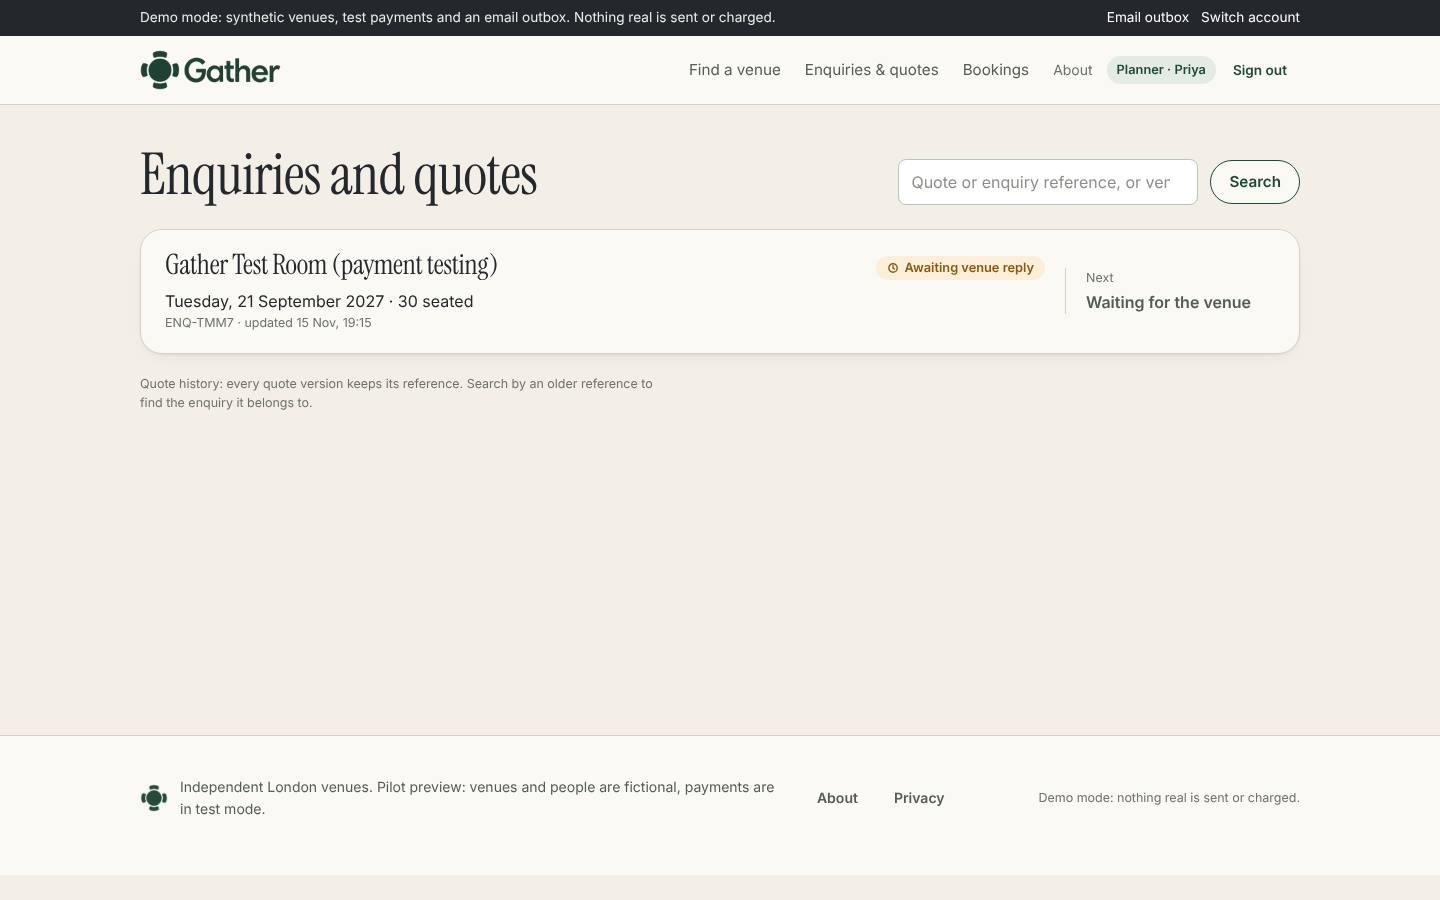 Demo mode: synthetic venues, test payments and an email outbox. Nothing real is sent or charged.
Email outbox
Switch account
Gather
Find a venue
Enquiries & quotes
Bookings
About
Planner · Priya
Sign out
Enquiries and quotes
Quote or enquiry reference, or ver
Search
Gather Test Room (payment testing)
Awaiting venue reply
Next
Waiting for the venue
Tuesday, 21 September 2027 · 30 seated
ENQ-TMM7 · updated 15 Nov, 19:15
Quote history: every quote version keeps its reference. Search by an older reference to
find the enquiry it belongs to.
Independent London venues. Pilot preview: venues and people are fictional, payments are
in test mode.
About
Privacy
Demo mode: nothing real is sent or charged.